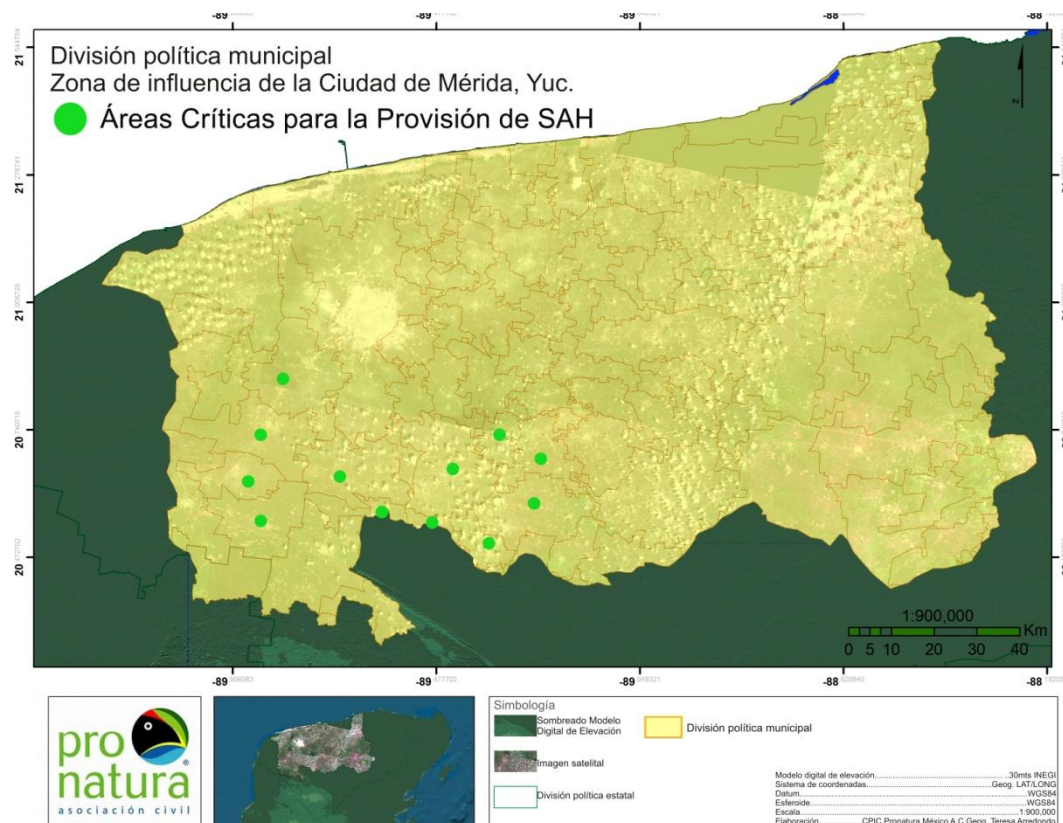 -89
-89
-89
-88
-88
División política municipal
Zona de influencia de la Ciudad de Mérida, Yuc.
Áreas Críticas para la Provisión de SAH
21
21
21
20
20
z
1:900,000
Km
0 5 10 20 30 40
-89
-89
-89
-88
-88
pro
natura
asociación civil
Simbología
Sombreado Modelo
Digital de Elevación
División política municipal
Imagen satelital
División política estatal
Modelo digital de elevación 30mts INEGI
Sistema de coordenadas Geog. LAT/LONG
Datum WGS84
Esferoide WGS84
Escala 1:900,000
Elaboración CPIC Pronatura México A.C Geog. Teresa Arredondo